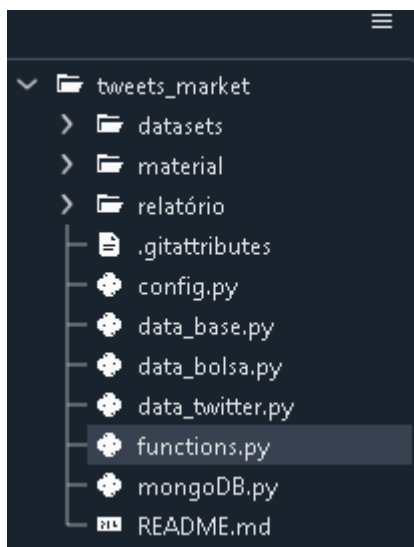 tweets_market
datasets
material
relatório
.gitattributes
config.py
data_base.py
data_bolsa.py
data_twitter.py
functions.py
mongoDB.py
README.md